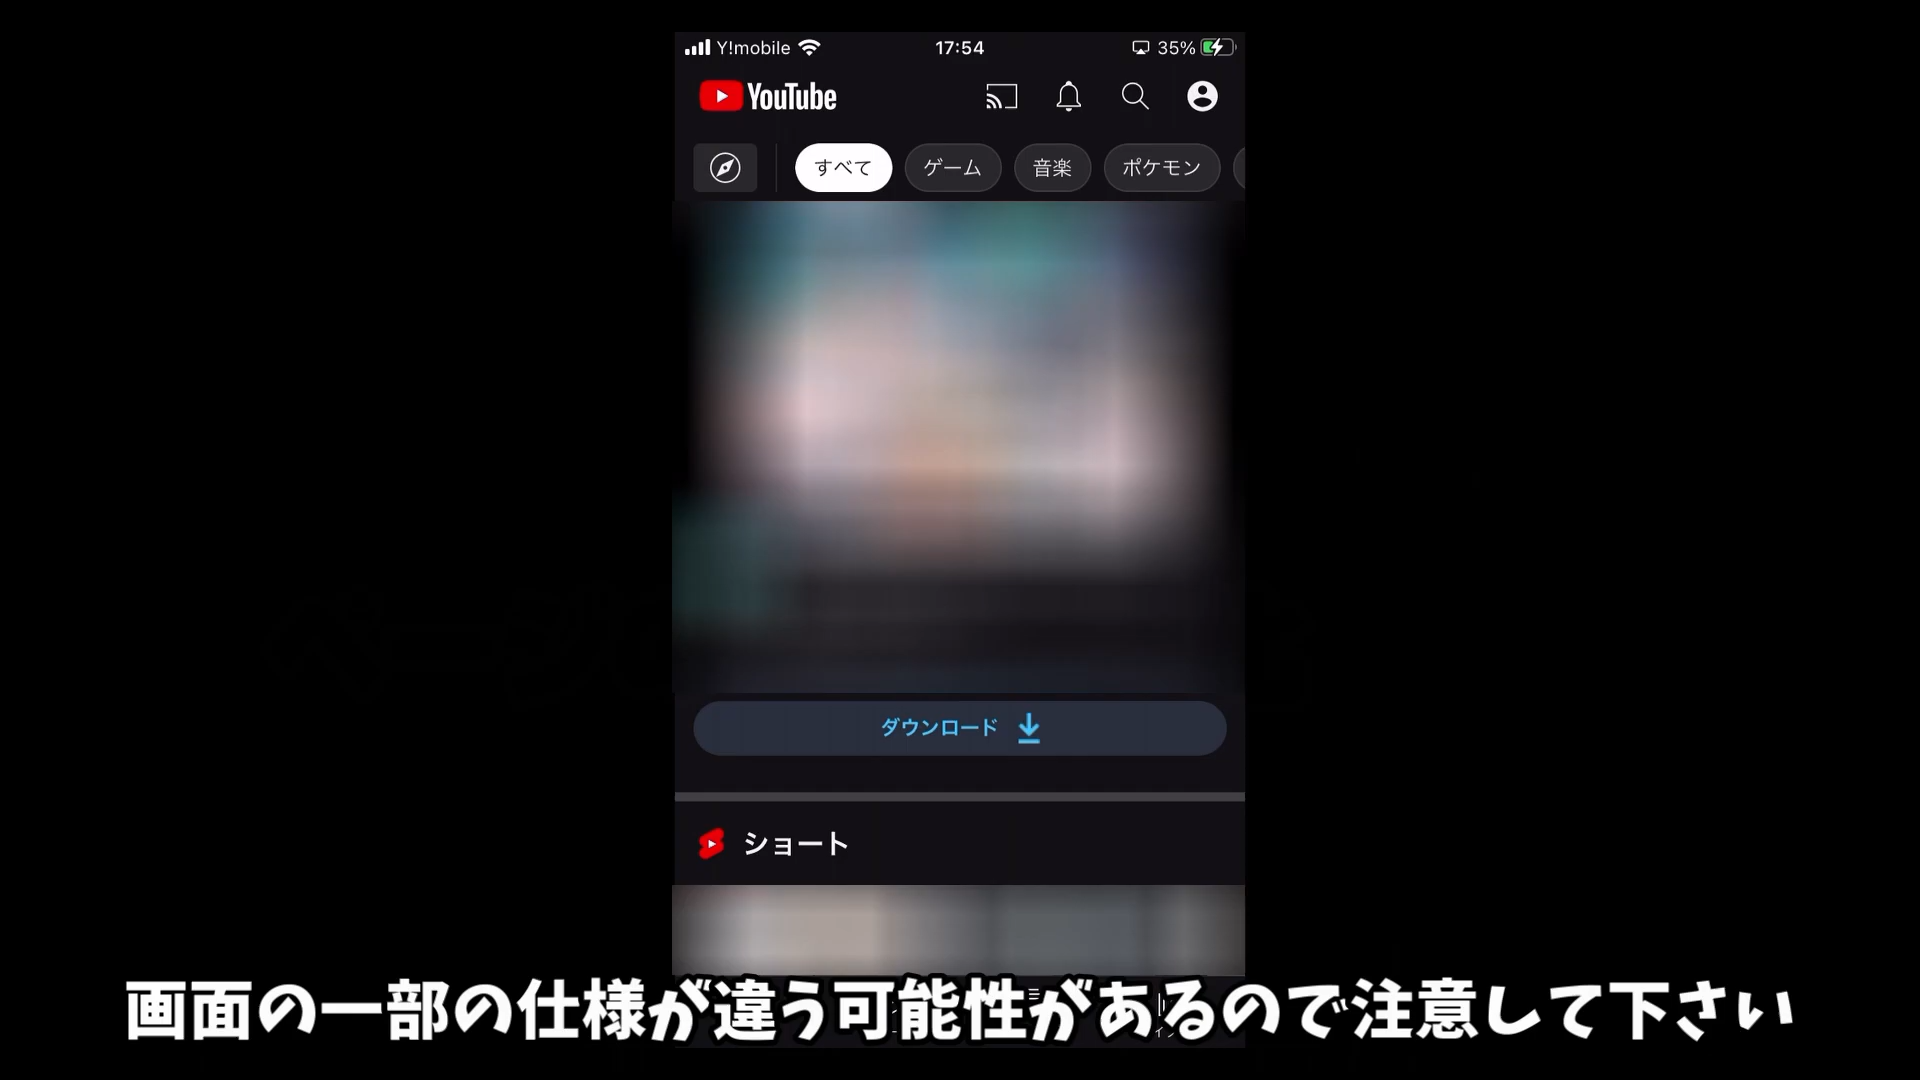 Y!mobile 17:54 35%
YouTube
すべて ゲーム 音楽 ポケモン
ダウンロード
ショート
画面の一部の仕様が違う可能性があるので注意して下さい